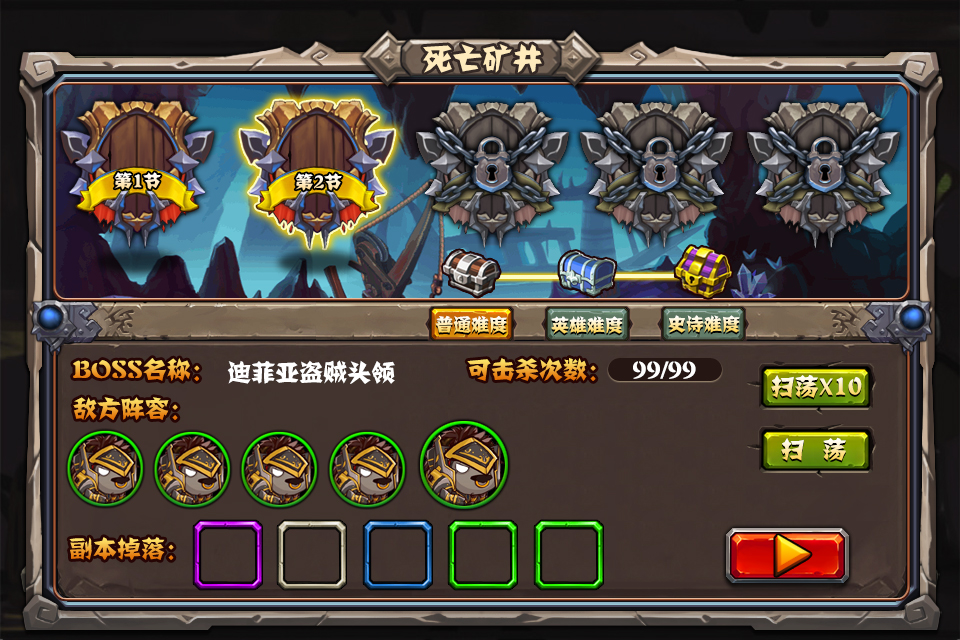 死亡矿井
第1节
第2节
普通难度
英雄难度
史诗难度
BOSS名称：
迪菲亚盗贼头领
可击杀次数：
99/99
扫荡X10
敌方阵容：
扫 荡
副本掉落：